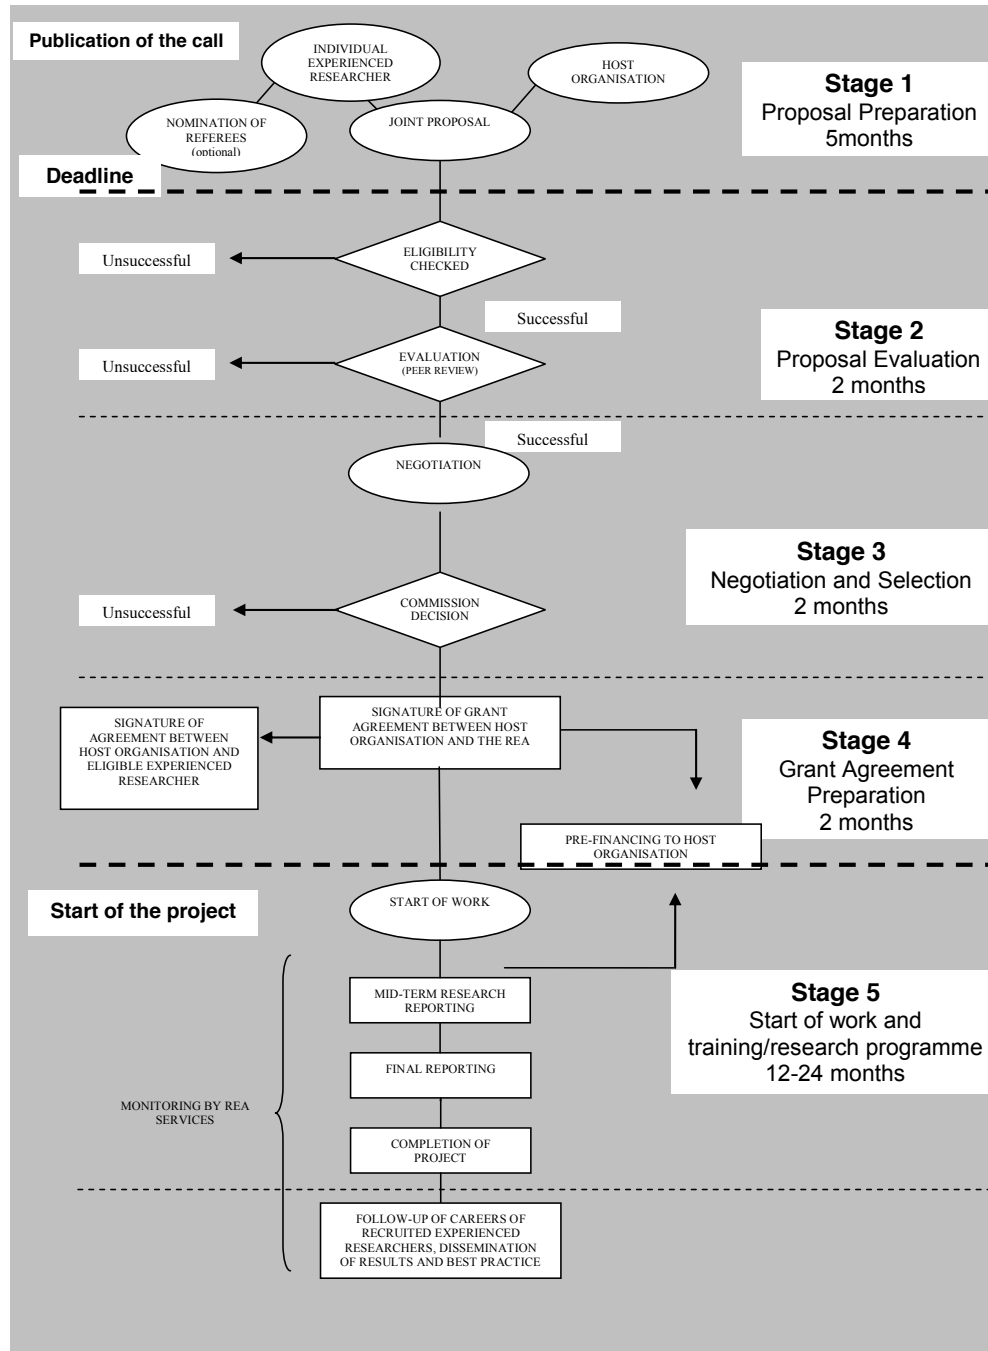 Publication of the call
INDIVIDUAL
EXPERIENCED
RESEARCHER
HOST
ORGANISATION
Stage 1
Proposal Preparation
5months
NOMINATION OF
REFEREES
(optional)
JOINT PROPOSAL
Deadline
ELIGIBILITY
CHECKED
Unsuccessful
Successful
Stage 2
Proposal Evaluation
2 months
EVALUATION
(PEER REVIEW)
Unsuccessful
Successful
NEGOTIATION
Stage 3
Negotiation and Selection
2 months
COMMISSION
DECISION
Unsuccessful
SIGNATURE OF
AGREEMENT BETWEEN
HOST ORGANISATION AND
ELIGIBLE EXPERIENCED
RESEARCHER
SIGNATURE OF GRANT
AGREEMENT BETWEEN HOST
ORGANISATION AND THE REA
Stage 4
Grant Agreement
Preparation
2 months
PRE-FINANCING TO HOST
ORGANISATION
Start of the project
START OF WORK
MID-TERM RESEARCH
REPORTING
Stage 5
Start of work and
training/research programme
12-24 months
FINAL REPORTING
MONITORING BY REA
SERVICES
COMPLETION OF
PROJECT
FOLLOW-UP OF CAREERS OF
RECRUITED EXPERIENCED
RESEARCHERS, DISSEMINATION
OF RESULTS AND BEST PRACTICE